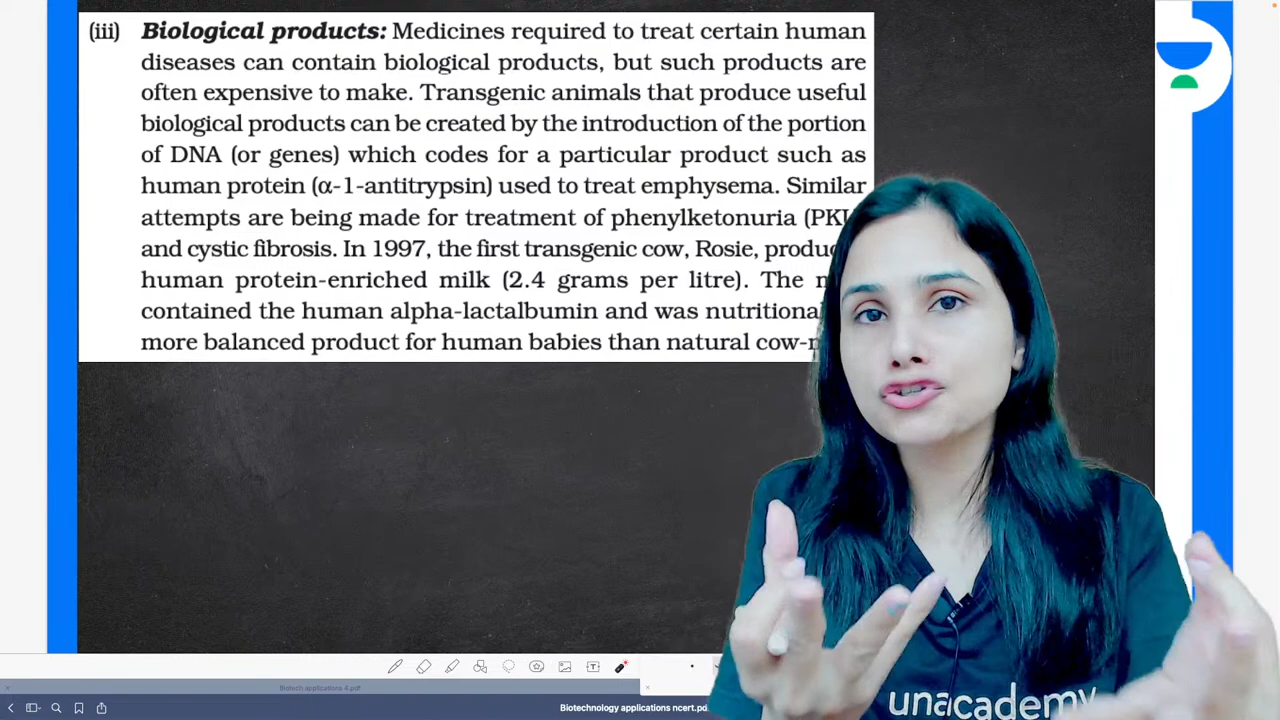 (iii) Biological products: Medicines required to treat certain human
diseases can contain biological products, but such products are
often expensive to make. Transgenic animals that produce useful
biological products can be created by the introduction of the portion
of DNA (or genes) which codes for a particular product such as
human protein (α-1-antitrypsin) used to treat emphysema. Similar
attempts are being made for treatment of phenylketonuria (PKU
and cystic fibrosis. In 1997, the first transgenic cow, Rosie,
human protein-enriched milk (2.4 grams per litre). The
contained the human alpha-lactalbumin and was
more balanced product for human babies than natural
unacademy
Biotech applications 4.pdf
Biotechnology applications ncert.pd